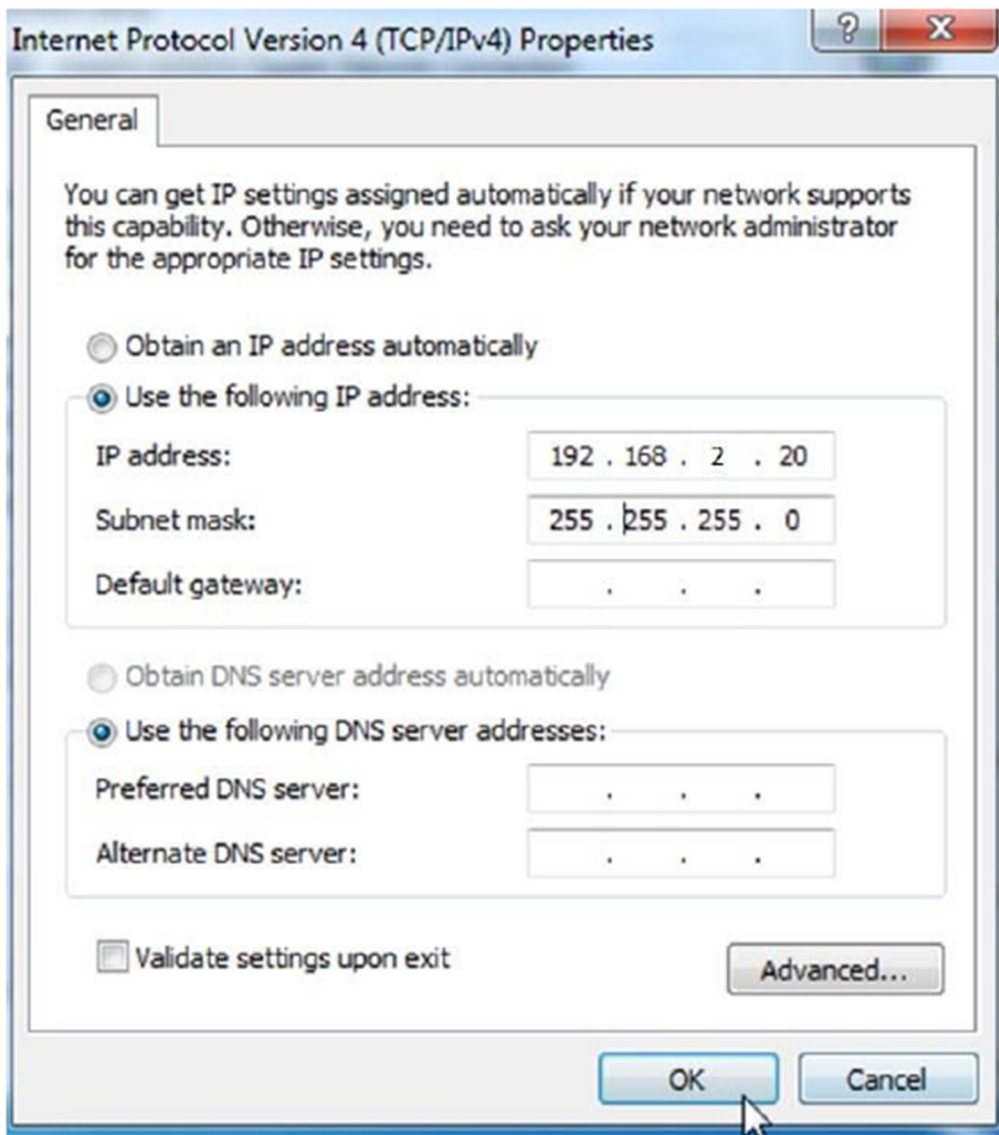 Internet Protocol Version 4 (TCP/IPv4) Properties
?
General
You can get IP settings assigned automatically if your network supports
this capability. Otherwise, you need to ask your network administrator
for the appropriate IP settings.
Obtain an IP address automatically
Use the following IP address:
IP address: 192 . 168 . 2 . 20
Subnet mask: 255 . 255 . 255 . 0
Default gateway: . . .
Obtain DNS server address automatically
Use the following DNS server addresses:
Preferred DNS server: . . .
Alternate DNS server: . . .
Validate settings upon exit
Advanced...
OK Cancel